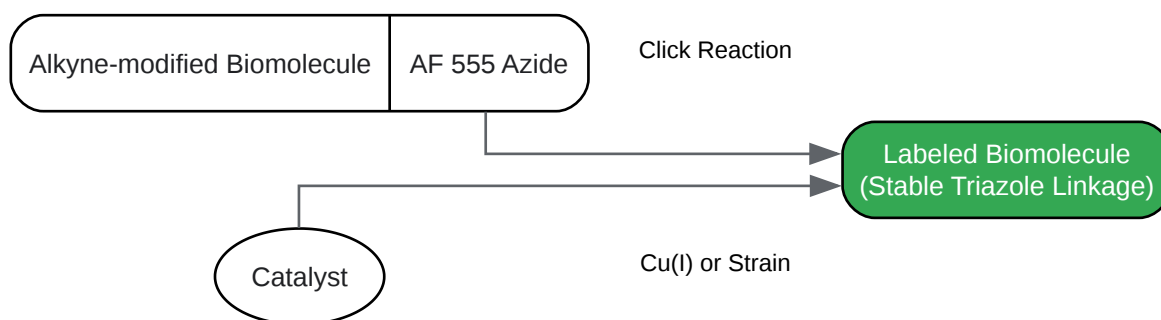 Alkyne-modified Biomolecule
AF 555 Azide
Click Reaction
Labeled Biomolecule
(Stable Triazole Linkage)
Catalyst
Cu(I) or Strain